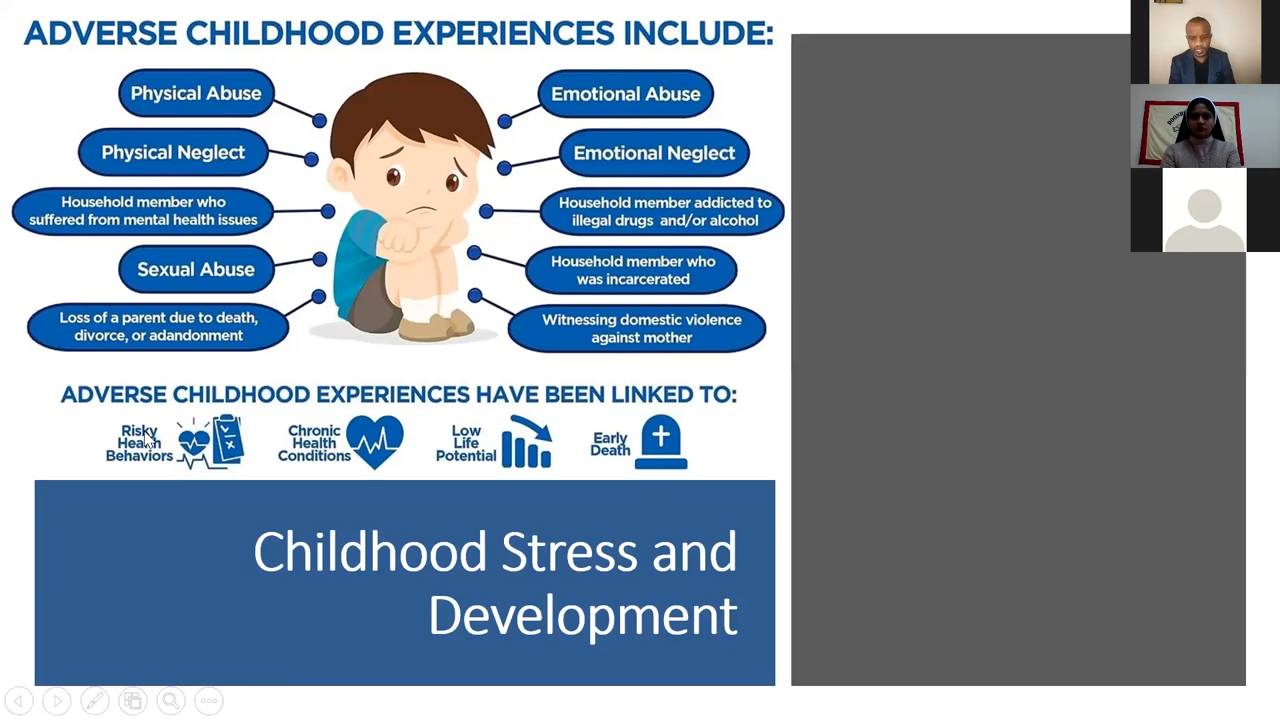 ADVERSE CHILDHOOD EXPERIENCES INCLUDE:
Physical Abuse
Physical Neglect
Household member who
suffered from mental health issues
Sexual Abuse
Loss of a parent due to death,
divorce, or adandonment
Emotional Abuse
Emotional Neglect
Household member addicted to
illegal drugs and/or alcohol
Household member who
was incarcerated
Witnessing domestic violence
against mother
ADVERSE CHILDHOOD EXPERIENCES HAVE BEEN LINKED TO:
Risky
Health
Behaviors
Chronic
Health
Conditions
Low
Life
Potential
Early
Death
Childhood Stress and
Development